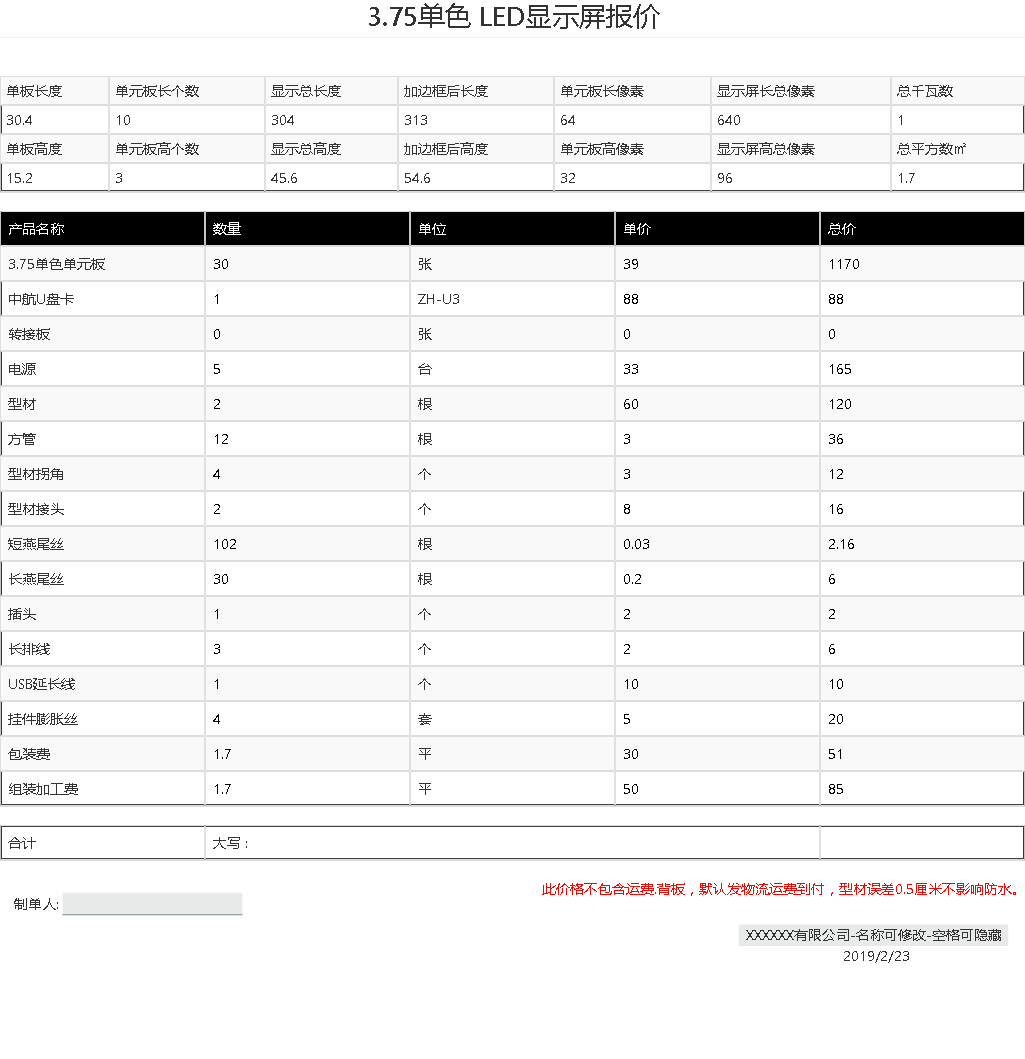 3.75单色 LED显示屏报价
单板长度 单元板长个数 显示总长度 加边框后长度 单元板长像素 显示屏长总像素 总千瓦数
30.4 10 304 313 64 640 1
单板高度 单元板高个数 显示总高度 加边框后高度 单元板高像素 显示屏高总像素 总平方数㎡
15.2 3 45.6 54.6 32 96 1.7
产品名称 数量 单位 单价 总价
3.75单色单元板 30 张 39 1170
中航U盘卡 1 ZH-U3 88 88
转接板 0 张 0 0
电源 5 台 33 165
型材 2 根 60 120
方管 12 根 3 36
型材拐角 4 个 3 12
型材接头 2 个 8 16
短燕尾丝 102 根 0.03 2.16
长燕尾丝 30 根 0.2 6
插头 1 个 2 2
长排线 3 个 2 6
USB延长线 1 个 10 10
挂件膨胀丝 4 套 5 20
包装费 1.7 平 30 51
组装加工费 1.7 平 50 85
合计 大写：
此价格不包含运费.背板，默认发物流运费到付，型材误差0.5厘米不影响防水。
制单人:
XXXXXX有限公司-名称可修改-空格可隐藏
2019/2/23